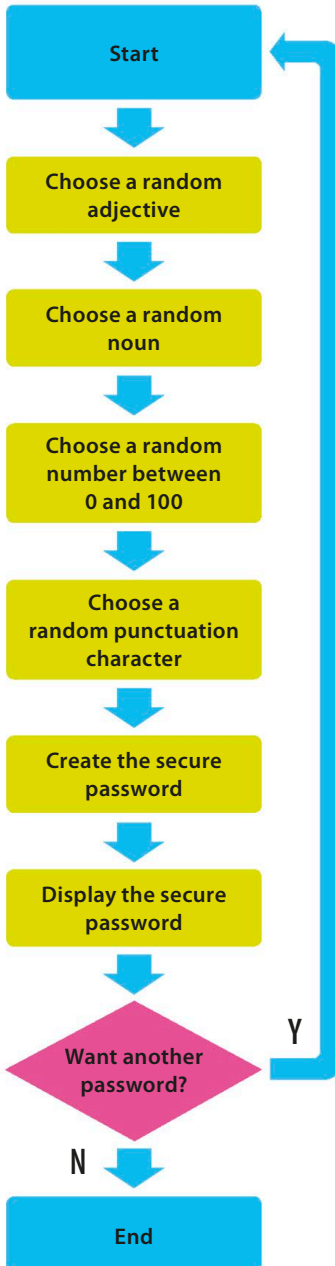 Start
Choose a random
adjective
Choose a random
noun
Choose a random
number between
0 and 100
Choose a
random punctuation
character
Create the secure
password
Display the secure
password
Want another
password?
Y
N
End